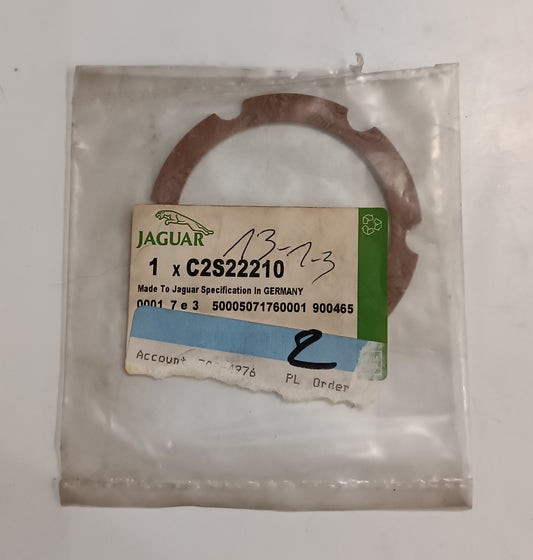 JAGUAR
13-1-3
1 x C2S22210
Made To Jaguar Specification In GERMANY
0001 7 e 3 50005071760001 900465
2
Account 4976
PL Order